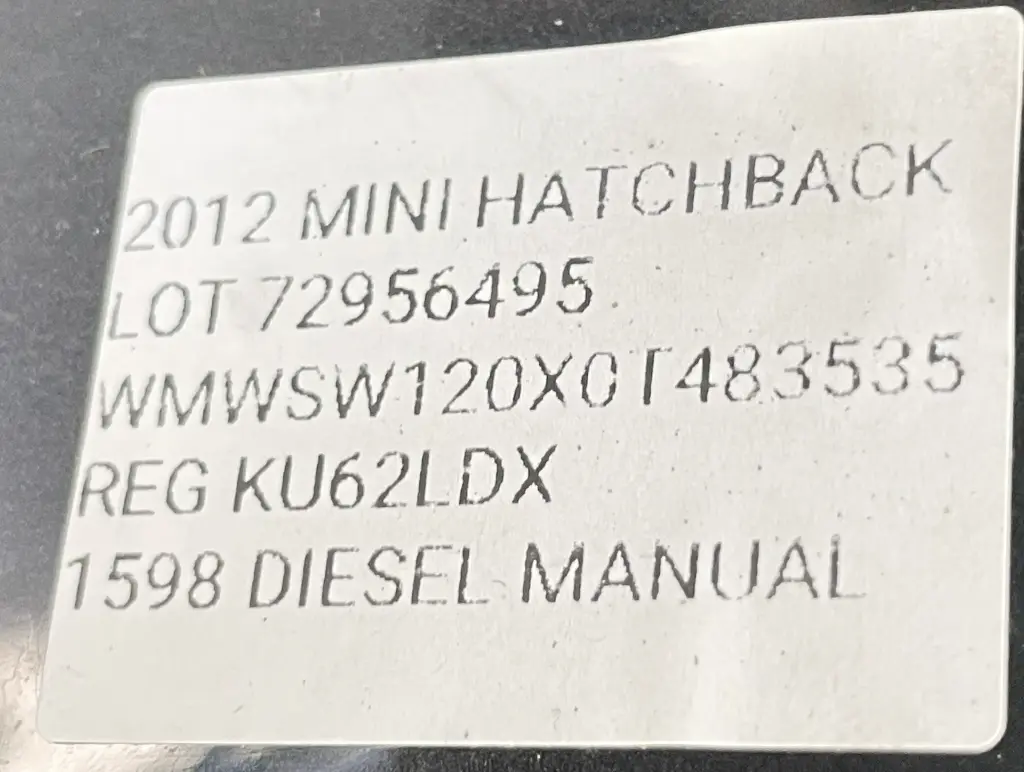 2012 MINI HATCHBACK
LOT 72956495
WMWSW120X0T483535
REG KU62LDX
1598 DIESEL MANUAL